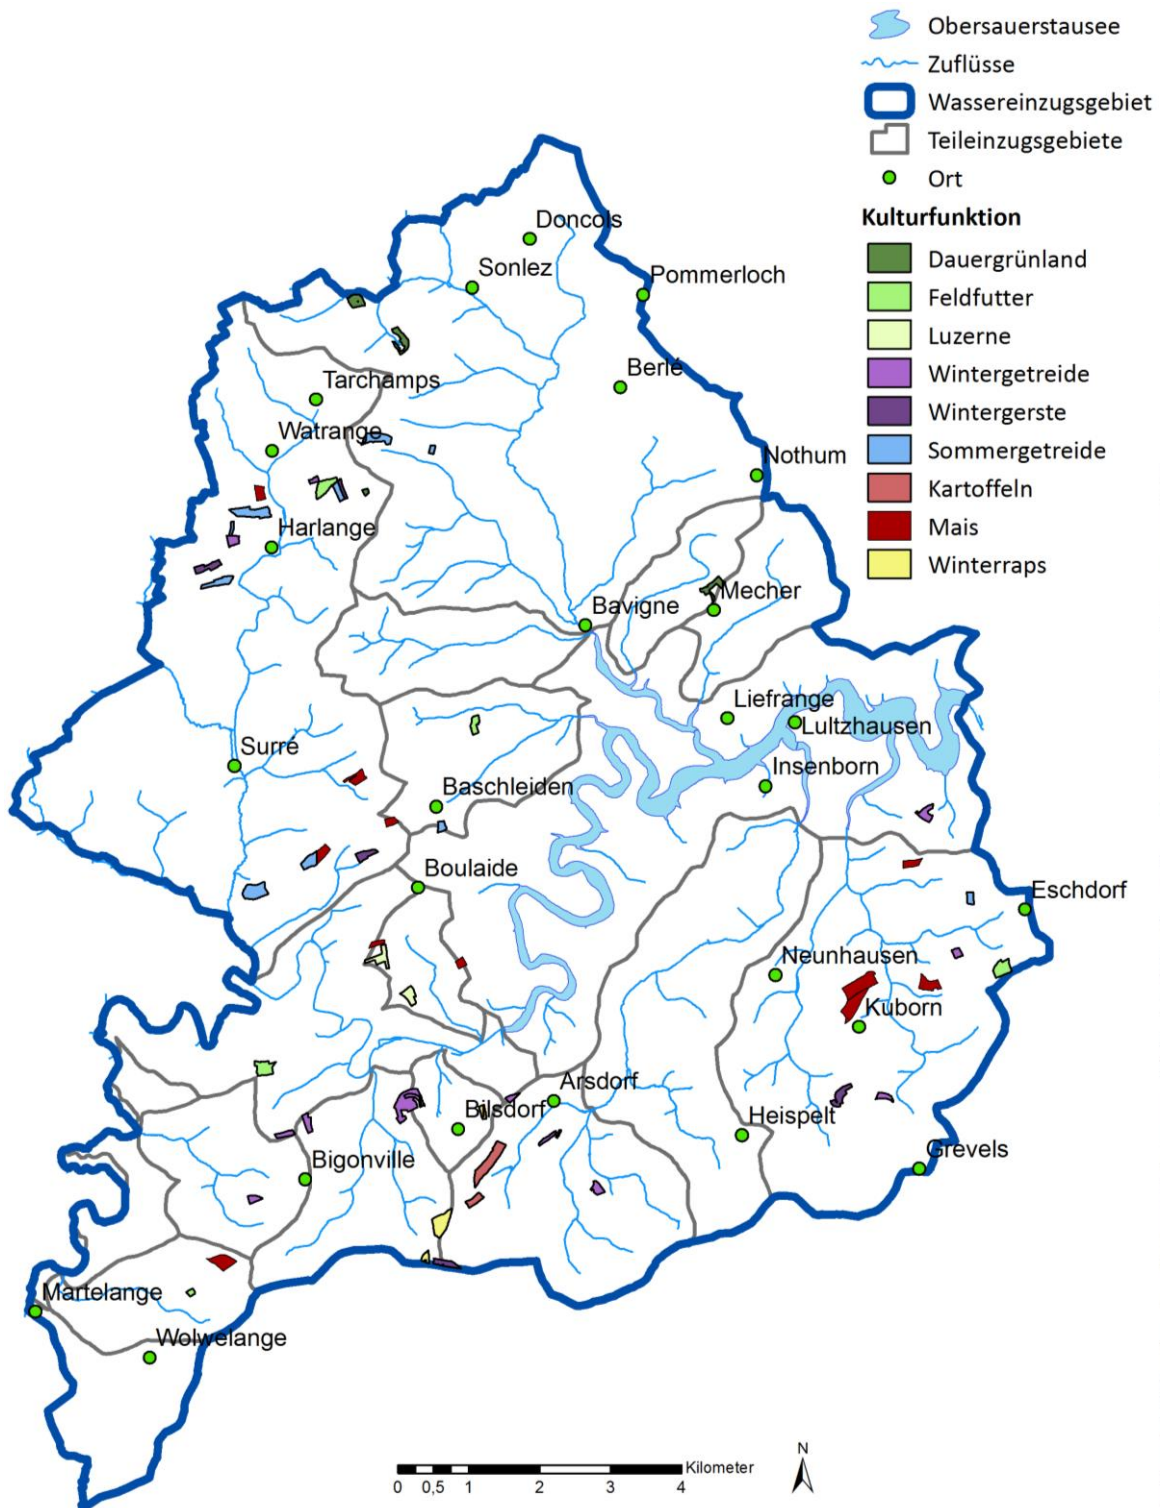 Obersauerstausee
Zuflüsse
Wassereinzugsgebiet
Teileinzugsgebiete
Ort
Kulturfunktion
Dauergrünland
Feldfutter
Luzerne
Wintergetreide
Wintergerste
Sommergetreide
Kartoffeln
Mais
Winterraps
Doncols
Sonlez
Pommerloch
Berlé
Tarchamps
Watrange
Nothum
Harlange
Mecher
Bavigne
Liefrange
Lultzhausen
Surré
Insenborn
Baschleiden
Boulaide
Eschdorf
Neunhausen
Kuborn
Arsdorf
Bilsdorf
Heispelt
Bigonville
Grevels
Martelange
Wolwelange
N
Kilometer
0 0,5 1 2 3 4